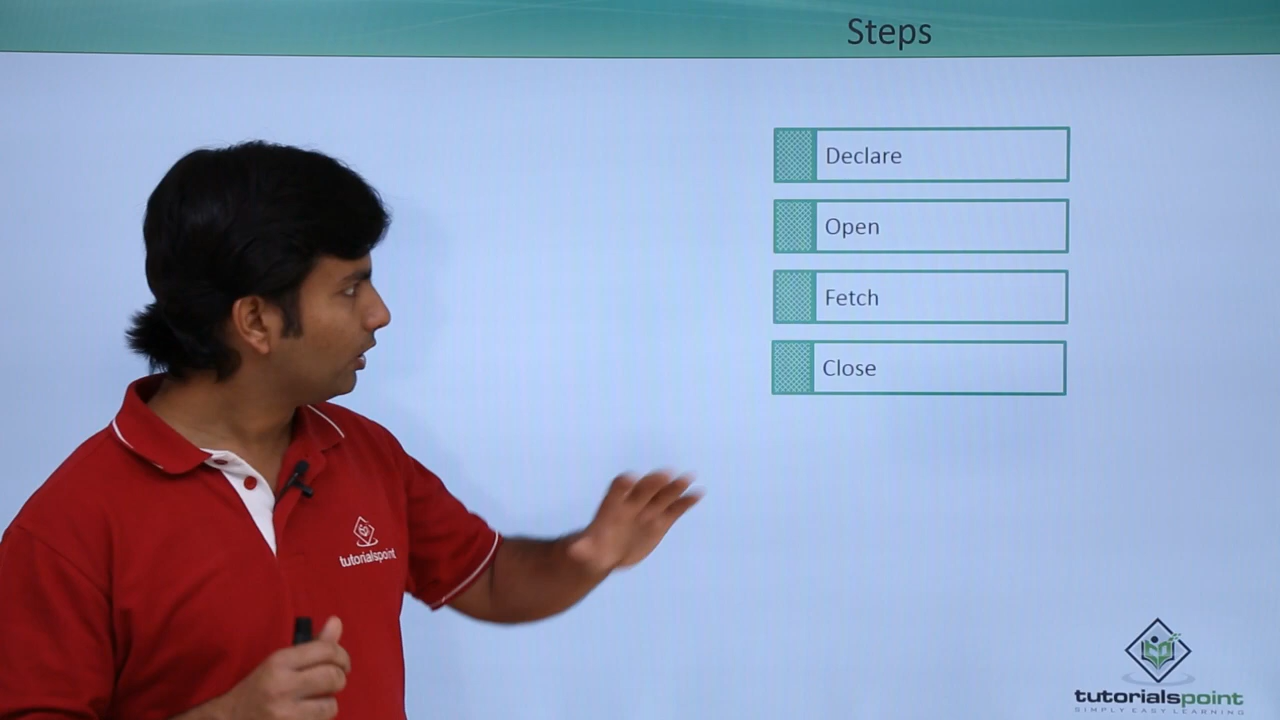 Steps
Declare
Open
Fetch
Close
tutorialspoint
tutorialspoint
SIMPLY EASY LEARNING